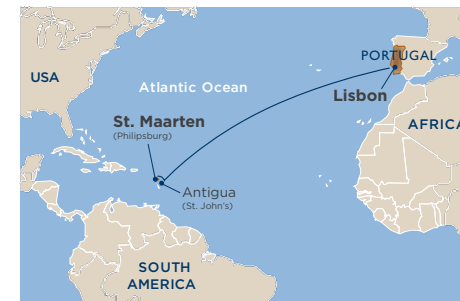 PORTUGAL
USA
Atlantic Ocean
Lisbon
St. Maarten
(Philipsburg)
AFRICA
Antigua
(St. John's)
SOUTH
AMERICA